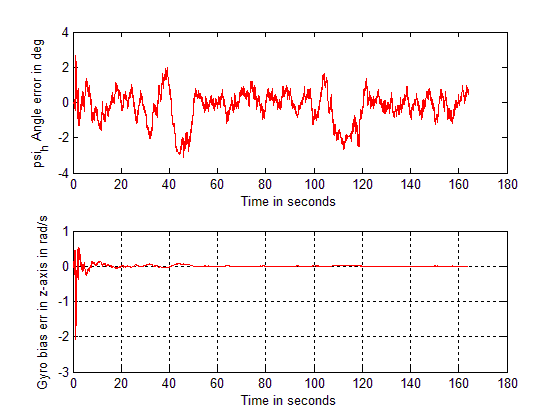 4
2
0
-2
-4
0 20 40 60 80 100 120 140 160 180
psi_h Angle error in deg
Time in seconds
1
0
-1
-2
-3
0 20 40 60 80 100 120 140 160 180
Gyro bias err in z-axis in rad/s
Time in seconds